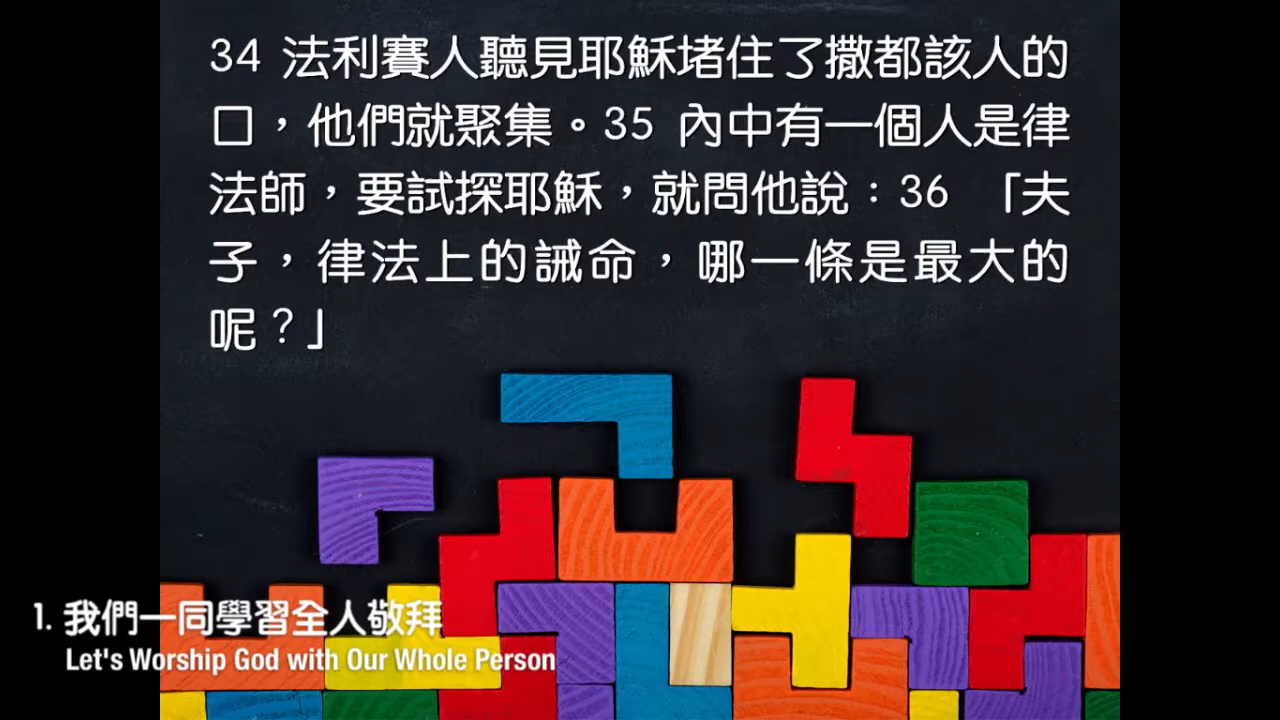 34 法利賽人聽見耶穌堵住了撒都該人的
口，他們就聚集。35 內中有一個人是律
法師，要試探耶穌，就問他說：36 「夫
子，律法上的誡命，哪一條是最大的
呢？」
1. 我們一同學習全人敬拜
Let's Worship God with Our Whole Person